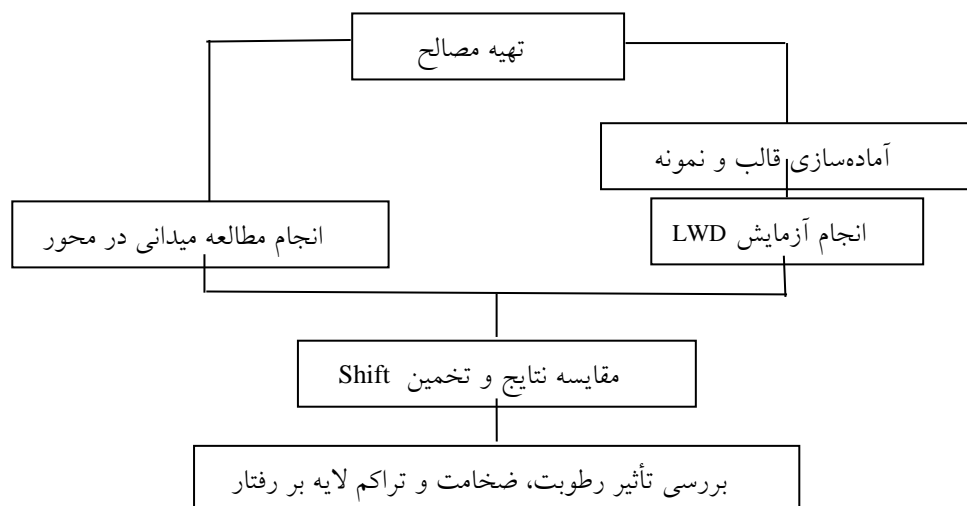 تهیه مصالح
آماده‌سازی قالب و نمونه
انجام مطالعه میدانی در محور
انجام آزمایش LWD
مقایسه نتایج و تخمین Shift
بررسی تأثیر رطوبت، ضخامت و تراکم لایه بر رفتار